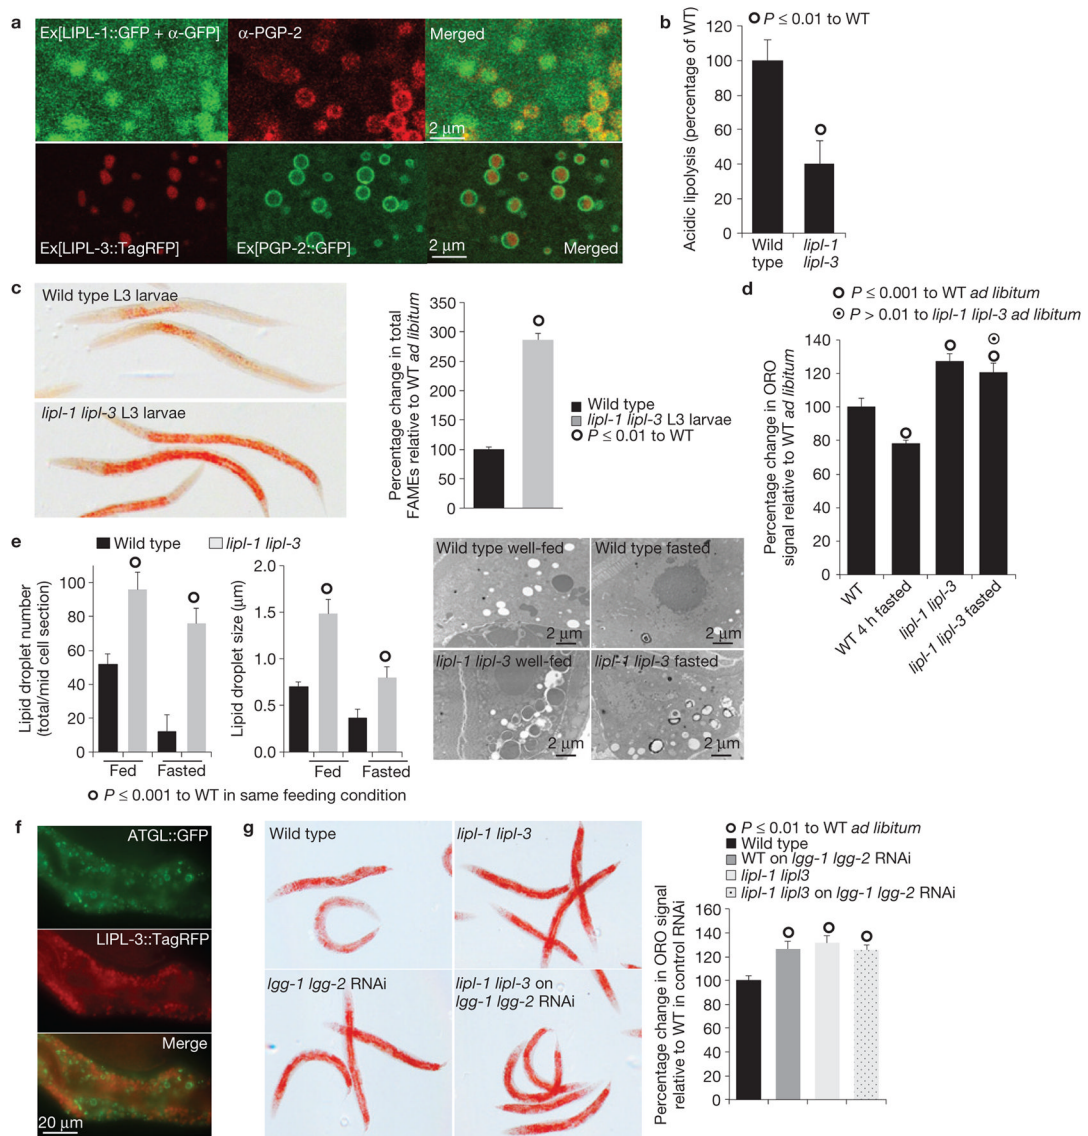 a
Ex[LIPL-1::GFP + α-GFP]
α-PGP-2
Merged
2 μm
Ex[LIPL-3::TagRFP]
Ex[PGP-2::GFP]
2 μm
Merged
b
P ≤ 0.01 to WT
Acidic lipolysis (percentage of WT)
120
100
80
60
40
20
0
Wild
type
lipl-1
lipl-3
c
Wild type L3 larvae
lipl-1 lipl-3 L3 larvae
Percentage change in total
FAMEs relative to WT ad libitum
350
300
250
200
150
100
50
0
Wild type
lipl-1 lipl-3 L3 larvae
P ≤ 0.01 to WT
d
P ≤ 0.001 to WT ad libitum
P > 0.01 to lipl-1 lipl-3 ad libitum
Percentage change in ORO
signal relative to WT ad libitum
140
120
100
80
60
40
20
0
WT
WT 4 h fasted
lipl-1 lipl-3
lipl-1 lipl-3 fasted
e
Wild type
lipl-1 lipl-3
Lipid droplet number
(total/mid cell section)
100
80
60
40
20
0
Fed
Fasted
Lipid droplet size (μm)
2.0
1.5
1.0
0.5
0.0
Fed
Fasted
P ≤ 0.001 to WT in same feeding condition
Wild type well-fed
2 μm
Wild type fasted
2 μm
lipl-1 lipl-3 well-fed
2 μm
lipl-1 lipl-3 fasted
2 μm
f
ATGL::GFP
LIPL-3::TagRFP
Merge
20 μm
g
Wild type
lipl-1 lipl-3
lgg-1 lgg-2 RNAi
lipl-1 lipl-3 on
lgg-1 lgg-2 RNAi
P ≤ 0.01 to WT ad libitum
Wild type
WT on lgg-1 lgg-2 RNAi
lipl-1 lipl3
lipl-1 lipl3 on lgg-1 lgg-2 RNAi
Percentage change in ORO signal
relative to WT in control RNAi
160
140
120
100
80
60
40
20
0